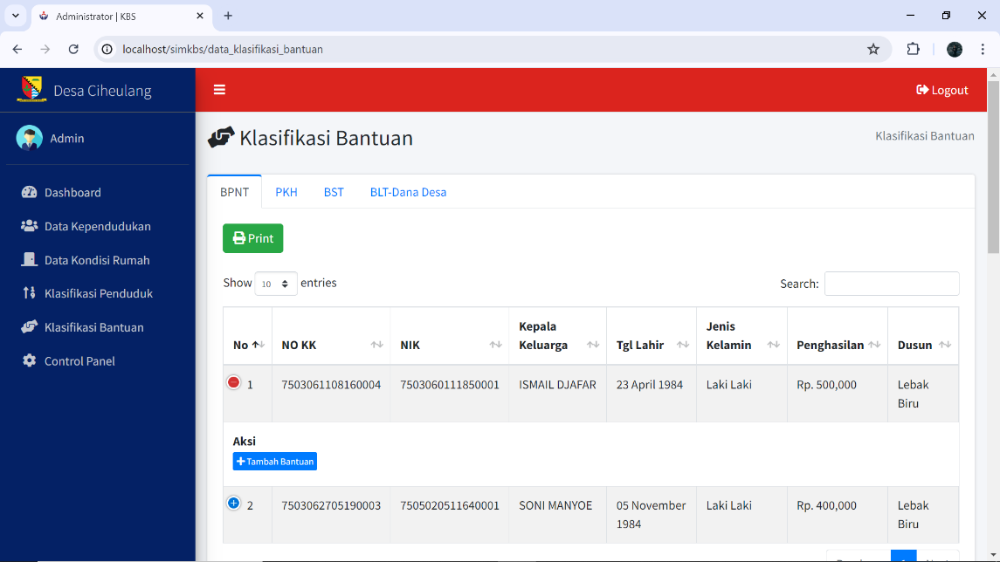 Administrator | KBS
localhost/simkbs/data_klasifikasi_bantuan
Desa Ciheulang
Logout
Admin
Klasifikasi Bantuan
Klasifikasi Bantuan
Dashboard
Data Kependudukan
Data Kondisi Rumah
Klasifikasi Penduduk
Klasifikasi Bantuan
Control Panel
BPNT PKH BST BLT-Dana Desa
Print
Show 10 entries
Search:
No NO KK NIK Kepala Keluarga Tgl Lahir Jenis Kelamin Penghasilan Dusun
1 7503061108160004 7503060111850001 ISMAIL DJAFAR 23 April 1984 Laki Laki Rp. 500,000 Lebak Biru
Aksi
Tambah Bantuan
2 7503062705190003 7505020511640001 SONI MANYOE 05 November 1984 Laki Laki Rp. 400,000 Lebak Biru